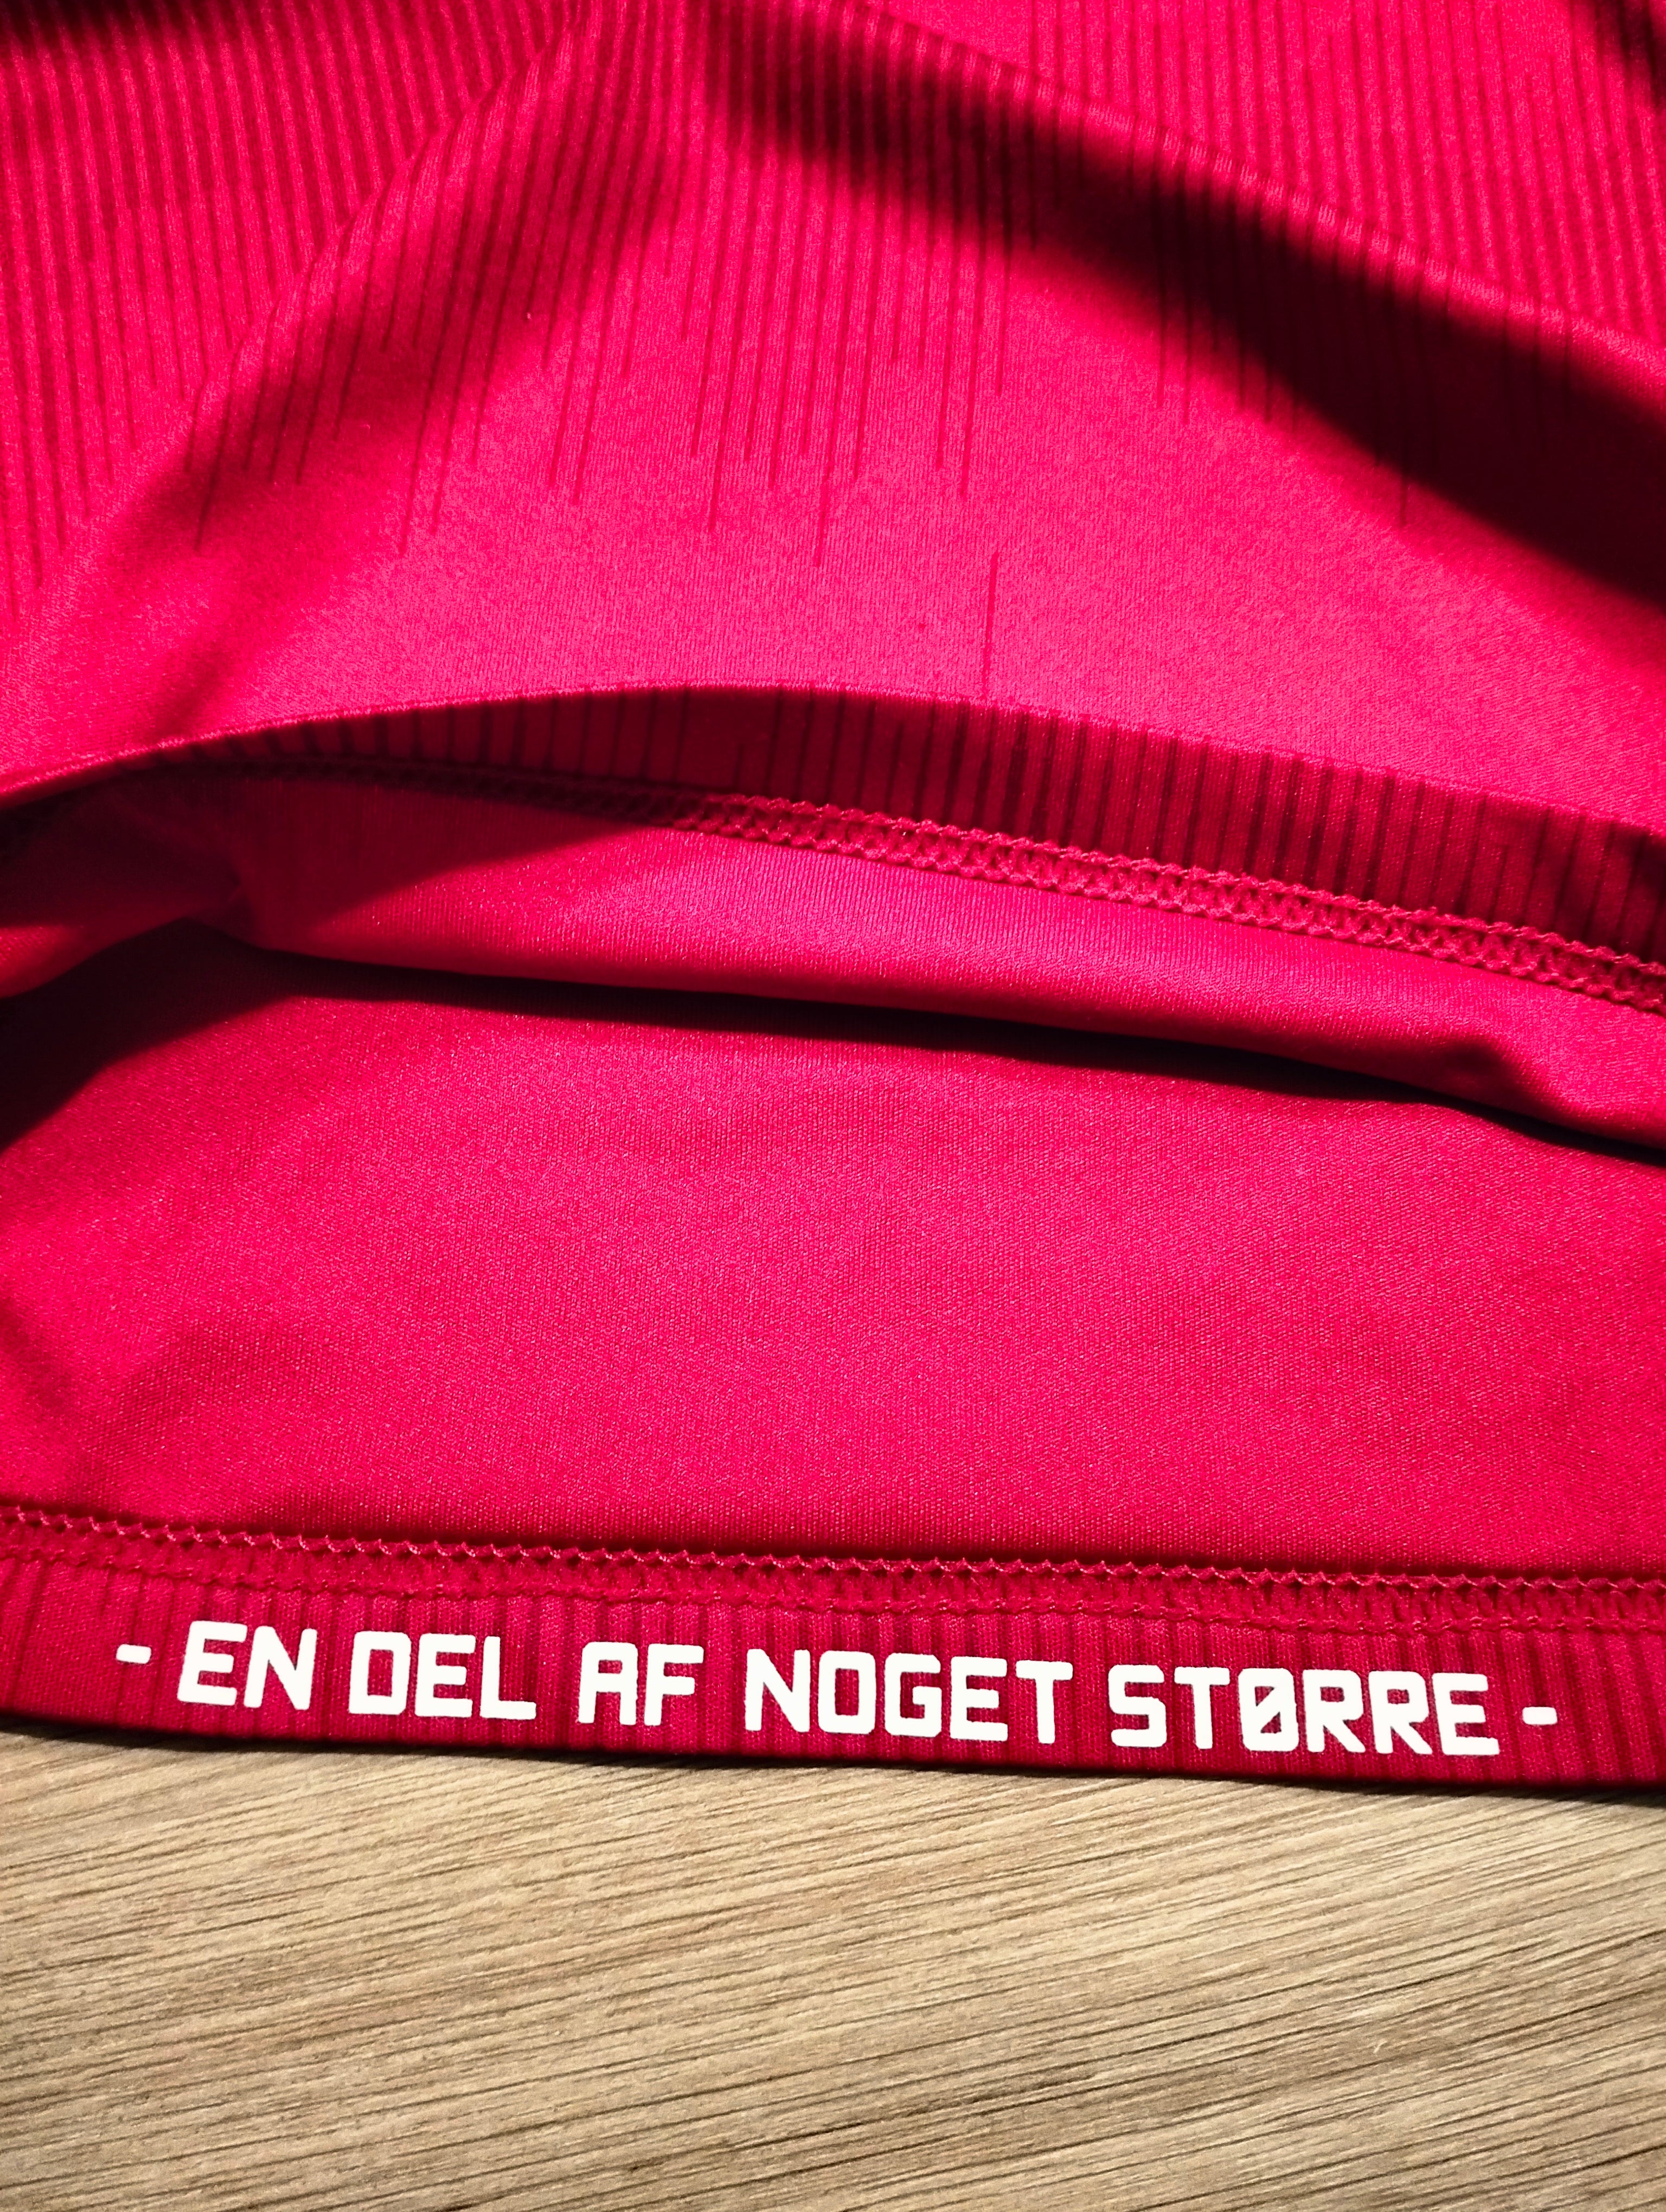 - EN DEL AF NOGET STØRRE -